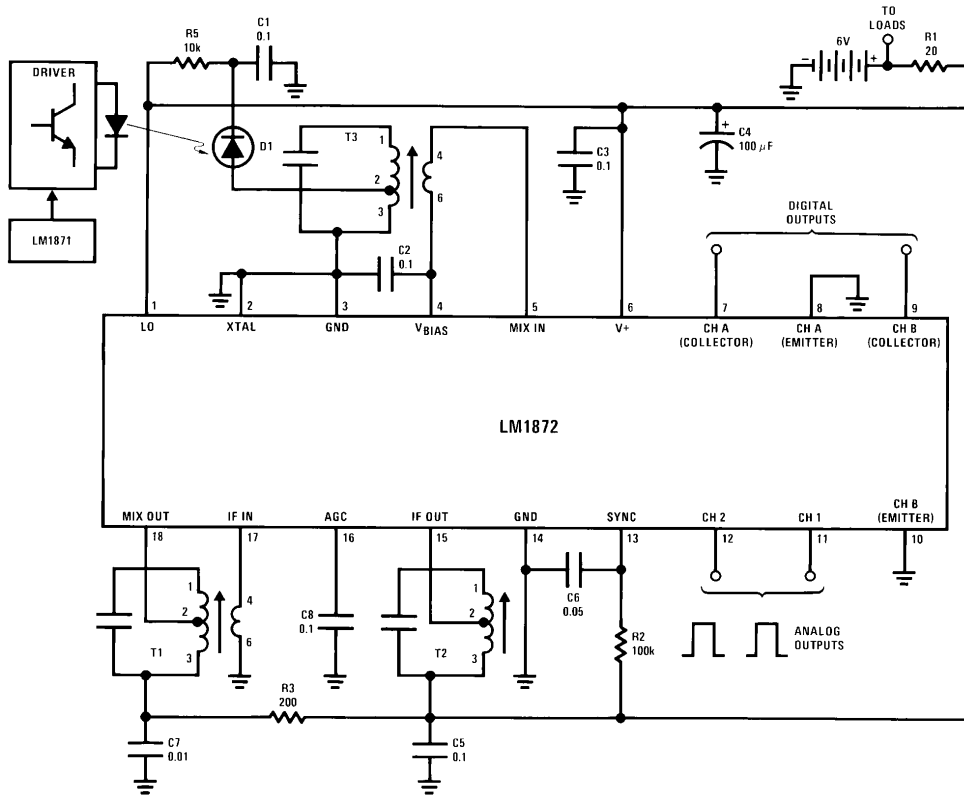 R5
10k
C1
0.1
TO
LOADS
6V
R1
20
−
+
DRIVER
D1
T3
1
2
3
4
6
C3
0.1
+
C4
100 μF
LM1871
C2
0.1
DIGITAL
OUTPUTS
1
2
3
4
5
6
7
8
9
LO
XTAL
GND
VBIAS
MIX IN
V+
CH A
(COLLECTOR)
CH A
(EMITTER)
CH B
(COLLECTOR)
LM1872
MIX OUT
IF IN
AGC
IF OUT
GND
SYNC
CH 2
CH 1
CH B
(EMITTER)
18
17
16
15
14
13
12
11
10
1
2
3
T1
4
6
C8
0.1
1
2
3
T2
C6
0.05
R2
100k
ANALOG
OUTPUTS
R3
200
C7
0.01
C5
0.1